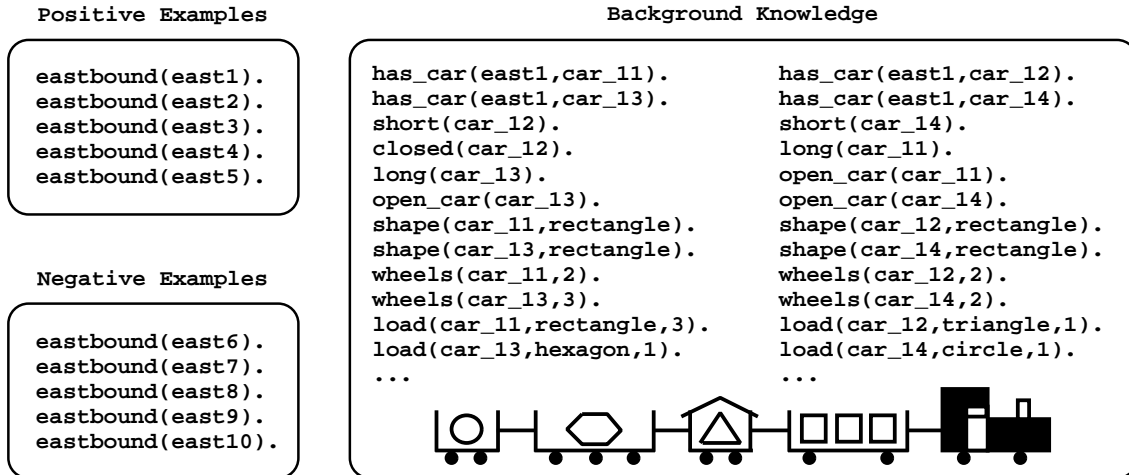 Positive Examples
eastbound(east1).
eastbound(east2).
eastbound(east3).
eastbound(east4).
eastbound(east5).
Negative Examples
eastbound(east6).
eastbound(east7).
eastbound(east8).
eastbound(east9).
eastbound(east10).
Background Knowledge
has_car(east1,car_11). has_car(east1,car_12).
has_car(east1,car_13). has_car(east1,car_14).
short(car_12). short(car_14).
closed(car_12). long(car_11).
long(car_13). open_car(car_11).
open_car(car_13). open_car(car_14).
shape(car_11,rectangle). shape(car_12,rectangle).
shape(car_13,rectangle). shape(car_14,rectangle).
wheels(car_11,2). wheels(car_12,2).
wheels(car_13,3). wheels(car_14,2).
load(car_11,rectangle,3). load(car_12,triangle,1).
load(car_13,hexagon,1). load(car_14,circle,1).
... ...